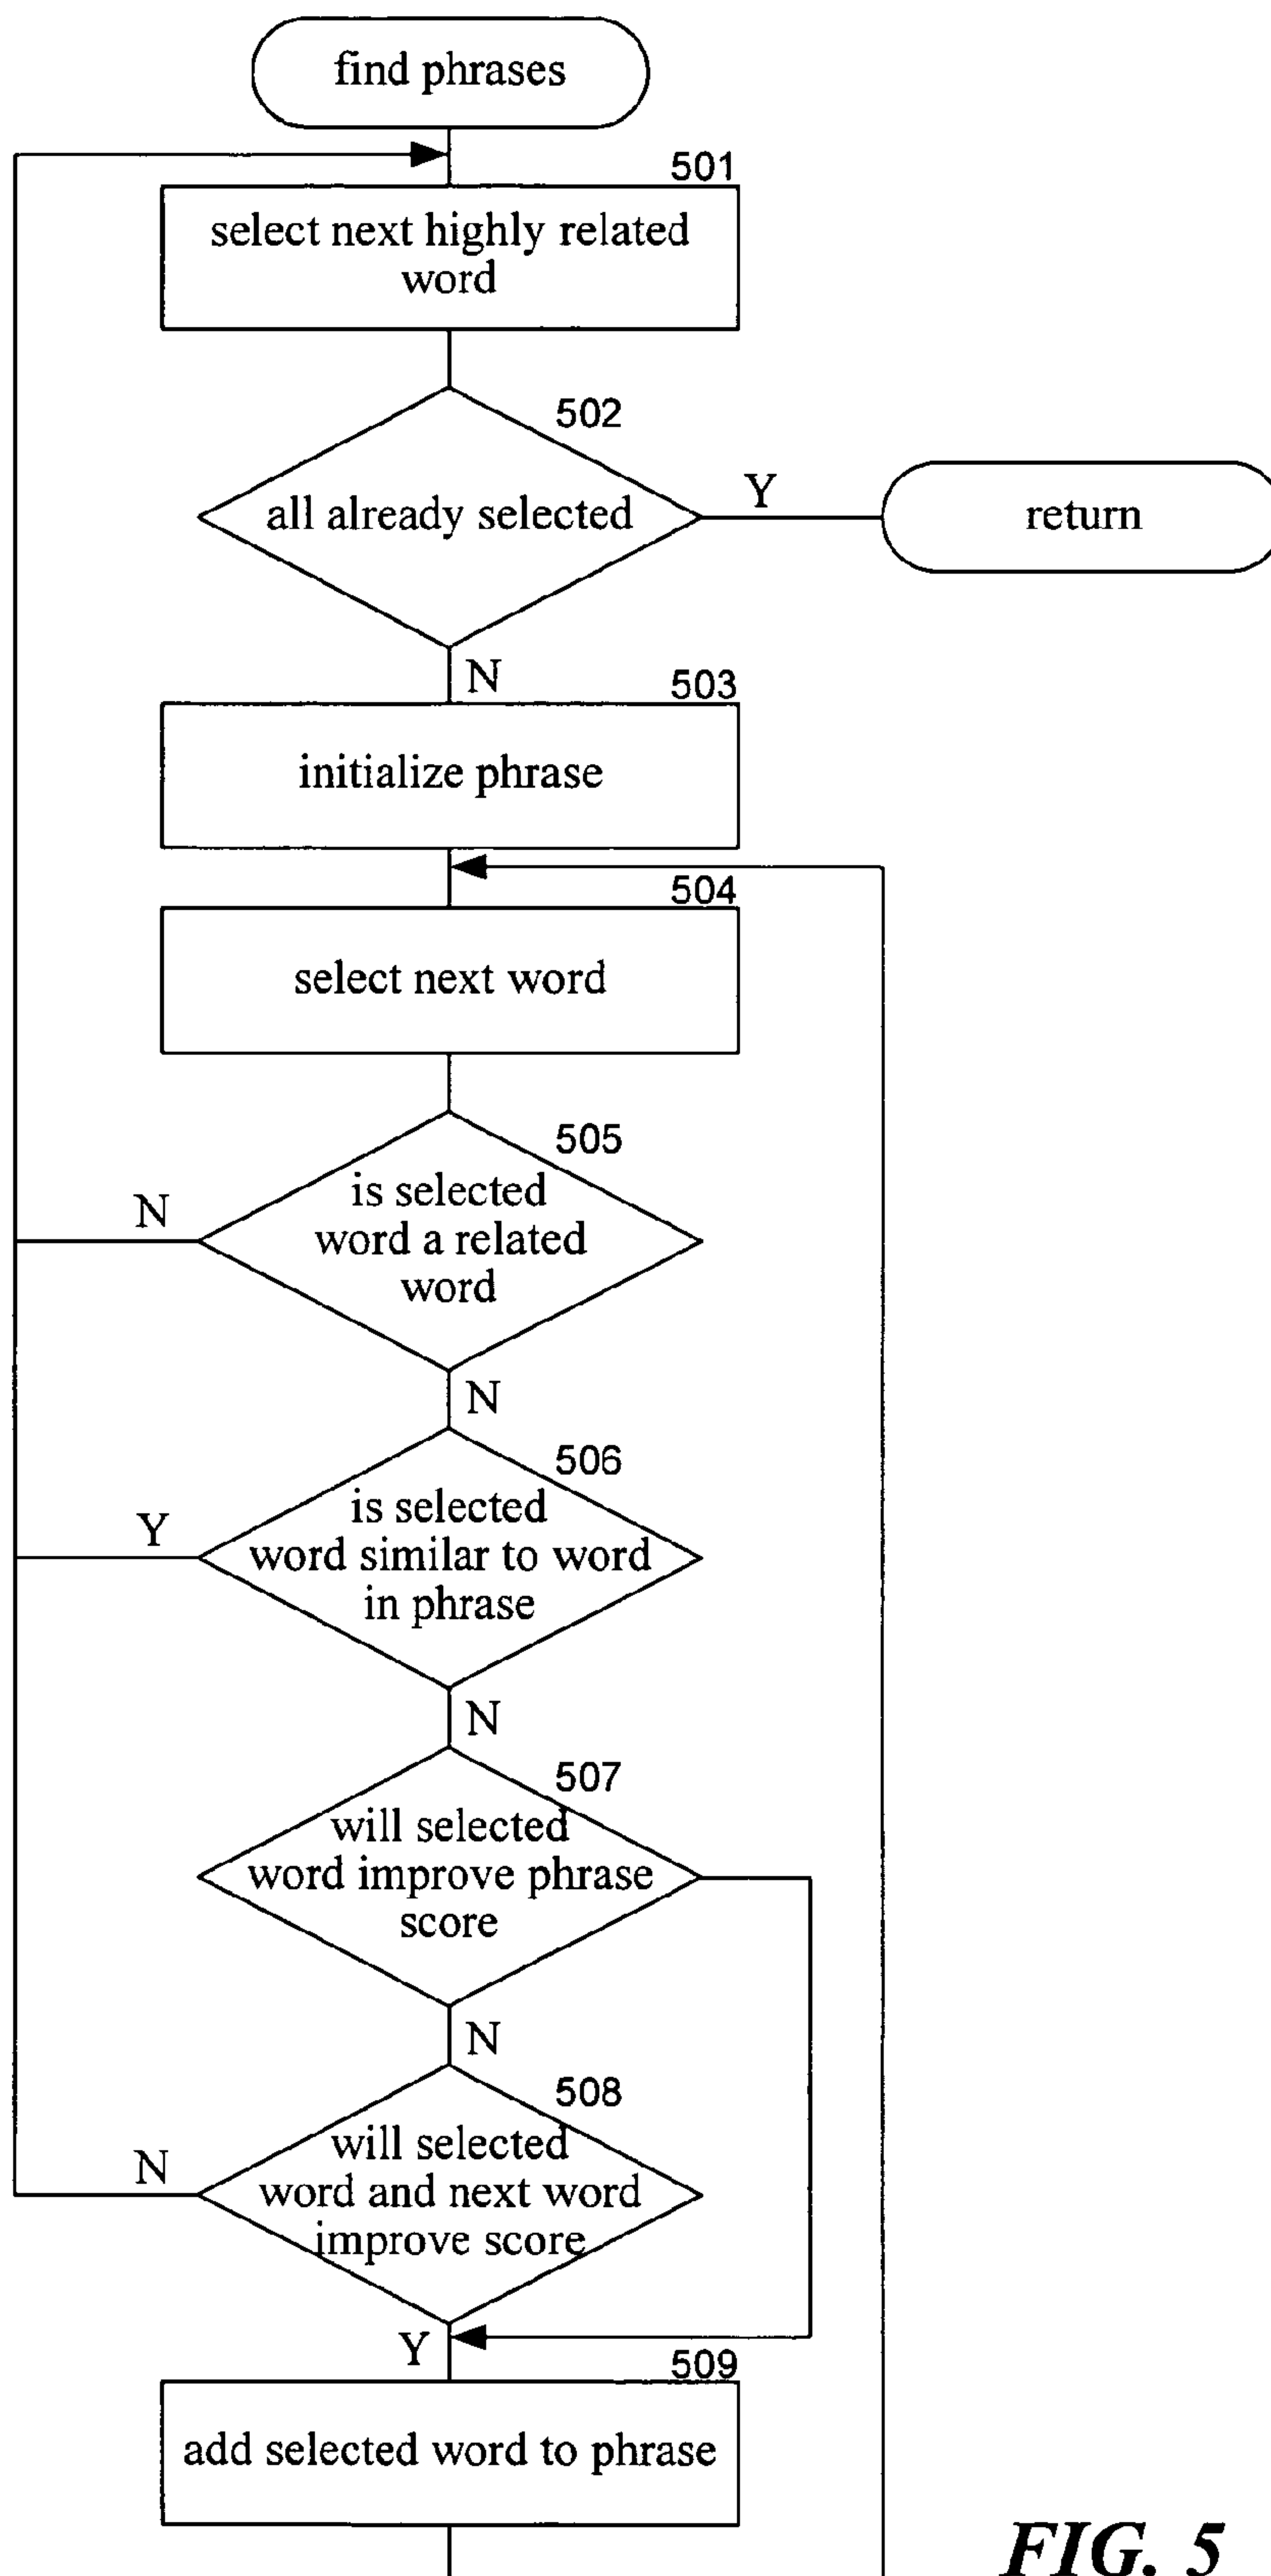 find phrases
501
select next highly related
word
502
all already selected
Y
return
N
503
initialize phrase
504
select next word
505
is selected
word a related
word
N
N
506
is selected
word similar to word
in phrase
Y
N
507
will selected
word improve phrase
score
N
508
will selected
word and next word
improve score
N
Y
509
add selected word to phrase
FIG. 5